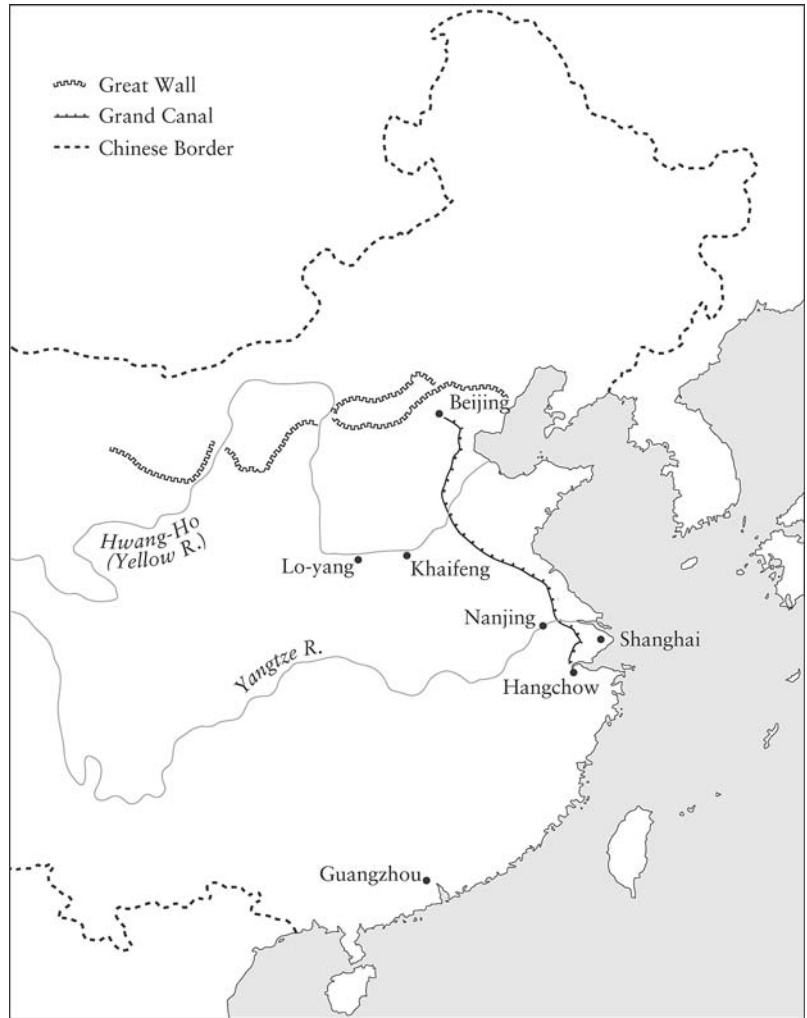 Great Wall
Grand Canal
Chinese Border
Beijing
Hwang-Ho
(Yellow R.)
Lo-yang
Khaifeng
Nanjing
Shanghai
Yangtze R.
Hangchow
Guangzhou